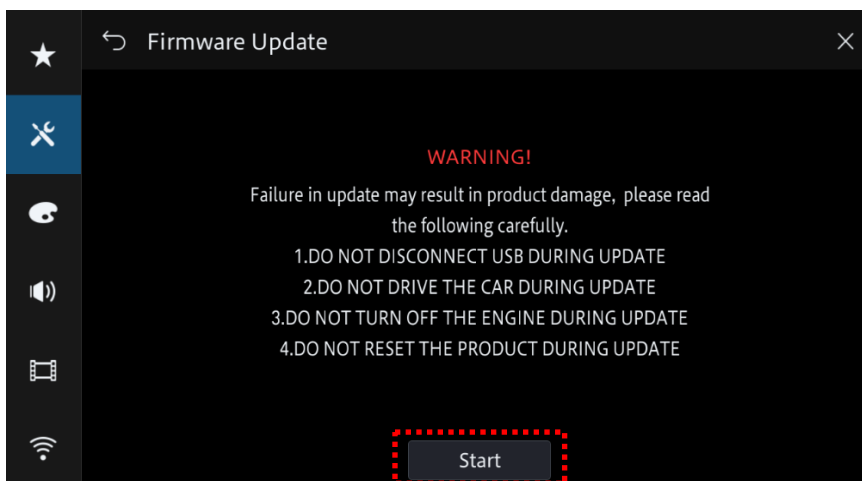 Firmware Update
WARNING!
Failure in update may result in product damage, please read
the following carefully.
1.DO NOT DISCONNECT USB DURING UPDATE
2.DO NOT DRIVE THE CAR DURING UPDATE
3.DO NOT TURN OFF THE ENGINE DURING UPDATE
4.DO NOT RESET THE PRODUCT DURING UPDATE
Start